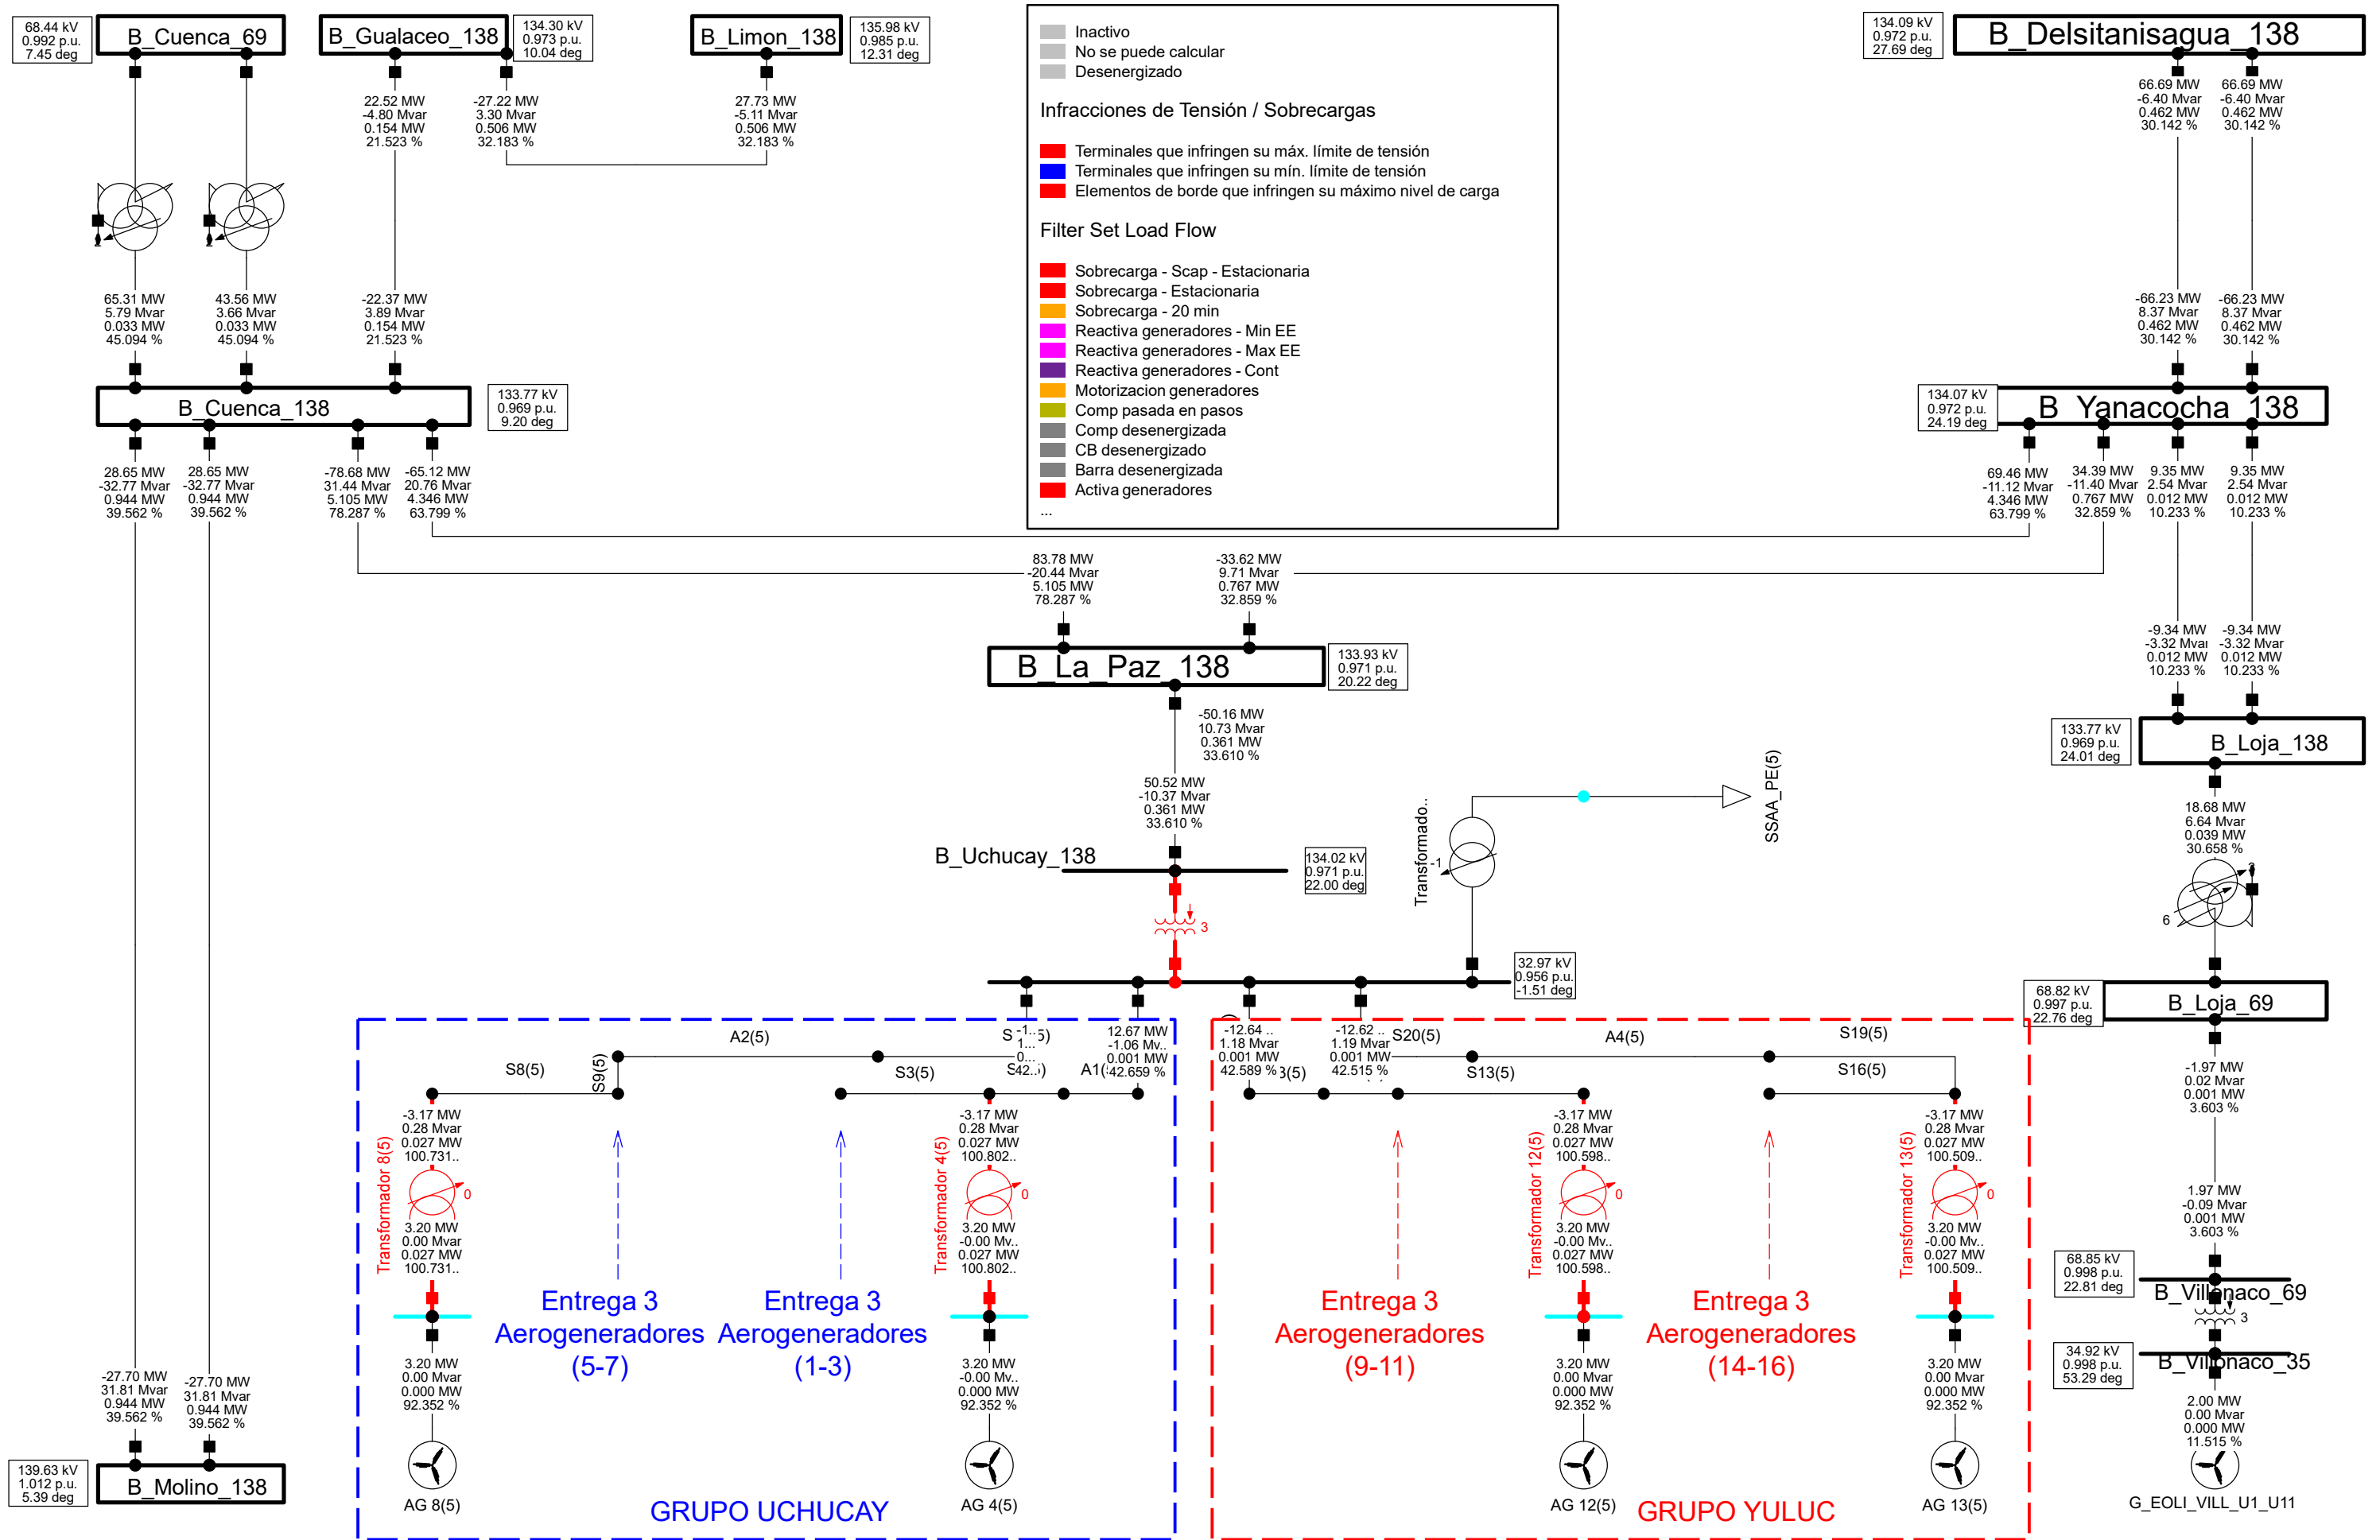 68.44 kV
0.992 p.u.
7.45 deg
B_Cuenca_69
B_Gualaceo_138
134.30 kV
0.973 p.u.
10.04 deg
B_Limon_138
135.98 kV
0.985 p.u.
12.31 deg
Inactivo
No se puede calcular
Desenergizado
Infracciones de Tensión / Sobrecargas
Terminales que infringen su máx. límite de tensión
Terminales que infringen su mín. límite de tensión
Elementos de borde que infringen su máximo nivel de carga
Filter Set Load Flow
Sobrecarga - Scap - Estacionaria
Sobrecarga - Estacionaria
Sobrecarga - 20 min
Reactiva generadores - Min EE
Reactiva generadores - Max EE
Reactiva generadores - Cont
Motorizacion generadores
Comp pasada en pasos
Comp desenergizada
CB desenergizado
Barra desenergizada
Activa generadores
...
134.09 kV
0.972 p.u.
27.69 deg
B_Delsitanisagua_138
22.52 MW
-4.80 Mvar
0.154 MW
21.523 %
-27.22 MW
3.30 Mvar
0.506 MW
32.183 %
27.73 MW
-5.11 Mvar
0.506 MW
32.183 %
66.69 MW
-6.40 Mvar
0.462 MW
30.142 %
66.69 MW
-6.40 Mvar
0.462 MW
30.142 %
65.31 MW
5.79 Mvar
0.033 MW
45.094 %
43.56 MW
3.66 Mvar
0.033 MW
45.094 %
-22.37 MW
3.89 Mvar
0.154 MW
21.523 %
-66.23 MW
8.37 Mvar
0.462 MW
30.142 %
-66.23 MW
8.37 Mvar
0.462 MW
30.142 %
B_Cuenca_138
133.77 kV
0.969 p.u.
9.20 deg
134.07 kV
0.972 p.u.
24.19 deg
B_Yanacocha_138
28.65 MW
-32.77 Mvar
0.944 MW
39.562 %
28.65 MW
-32.77 Mvar
0.944 MW
39.562 %
-78.68 MW
31.44 Mvar
5.105 MW
78.287 %
-65.12 MW
20.76 Mvar
4.346 MW
63.799 %
69.46 MW
-11.12 Mvar
4.346 MW
63.799 %
34.39 MW
-11.40 Mvar
0.767 MW
32.859 %
9.35 MW
2.54 Mvar
0.012 MW
10.233 %
9.35 MW
2.54 Mvar
0.012 MW
10.233 %
83.78 MW
-20.44 Mvar
5.105 MW
78.287 %
-33.62 MW
9.71 Mvar
0.767 MW
32.859 %
B_La_Paz_138
133.93 kV
0.971 p.u.
20.22 deg
-9.34 MW
-3.32 Mvar
0.012 MW
10.233 %
-9.34 MW
-3.32 Mvar
0.012 MW
10.233 %
-50.16 MW
10.73 Mvar
0.361 MW
33.610 %
50.52 MW
-10.37 Mvar
0.361 MW
33.610 %
133.77 kV
0.969 p.u.
24.01 deg
B_Loja_138
B_Uchucay_138
134.02 kV
0.971 p.u.
22.00 deg
3
Transformado..
-1
SSAA_PE(5)
18.68 MW
6.64 Mvar
0.039 MW
30.658 %
3
6
32.97 kV
0.956 p.u.
-1.51 deg
68.82 kV
0.997 p.u.
22.76 deg
B_Loja_69
A2(5)
S8(5)
S9(5)
S3(5)
-1...
1...
0...
42..
12.67 MW
-1.06 Mv..
0.001 MW
42.659 %
-12.64 ..
1.18 Mvar
0.001 MW
42.589 %
-12.62 ..
1.19 Mvar
0.001 MW
42.515 %
S20(5)
A4(5)
S19(5)
S13(5)
S16(5)
-1.97 MW
0.02 Mvar
0.001 MW
3.603 %
Transformador 8(5)
-3.17 MW
0.28 Mvar
0.027 MW
100.731..
0
3.20 MW
0.00 Mvar
0.027 MW
100.731..
Transformador 4(5)
-3.17 MW
0.28 Mvar
0.027 MW
100.802..
0
3.20 MW
-0.00 Mv..
0.027 MW
100.802..
Transformador 12(5)
-3.17 MW
0.28 Mvar
0.027 MW
100.598..
0
3.20 MW
-0.00 Mv..
0.027 MW
100.598..
Transformador 13(5)
-3.17 MW
0.28 Mvar
0.027 MW
100.509..
0
3.20 MW
-0.00 Mv..
0.027 MW
100.509..
1.97 MW
-0.09 Mvar
0.001 MW
3.603 %
Entrega 3
Aerogeneradores
(5-7)
Entrega 3
Aerogeneradores
(1-3)
Entrega 3
Aerogeneradores
(9-11)
Entrega 3
Aerogeneradores
(14-16)
68.85 kV
0.998 p.u.
22.81 deg
B_Villonaco_69
3
34.92 kV
0.998 p.u.
53.29 deg
B_Villonaco_35
-27.70 MW
31.81 Mvar
0.944 MW
39.562 %
-27.70 MW
31.81 Mvar
0.944 MW
39.562 %
3.20 MW
0.00 Mvar
0.000 MW
92.352 %
3.20 MW
-0.00 Mv..
0.000 MW
92.352 %
3.20 MW
0.00 Mvar
0.000 MW
92.352 %
3.20 MW
0.00 Mvar
0.000 MW
92.352 %
2.00 MW
0.00 Mvar
0.000 MW
11.515 %
139.63 kV
1.012 p.u.
5.39 deg
B_Molino_138
AG 8(5)
GRUPO UCHUCAY
AG 4(5)
AG 12(5)
GRUPO YULUC
AG 13(5)
G_EOLI_VILL_U1_U11